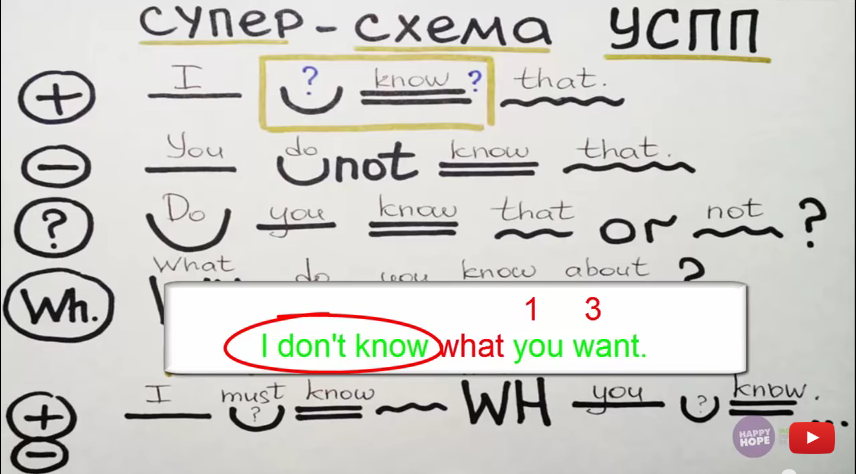 СУПЕР-СХЕМА УСПП
+ I ? know ? that.
− You do not know that.
? Do you know that or not ?
Wh. What do you know about ?
1 3
I don't know what you want.
+ I must ? know WH you ? know. ...
−
HAPPY HOPE